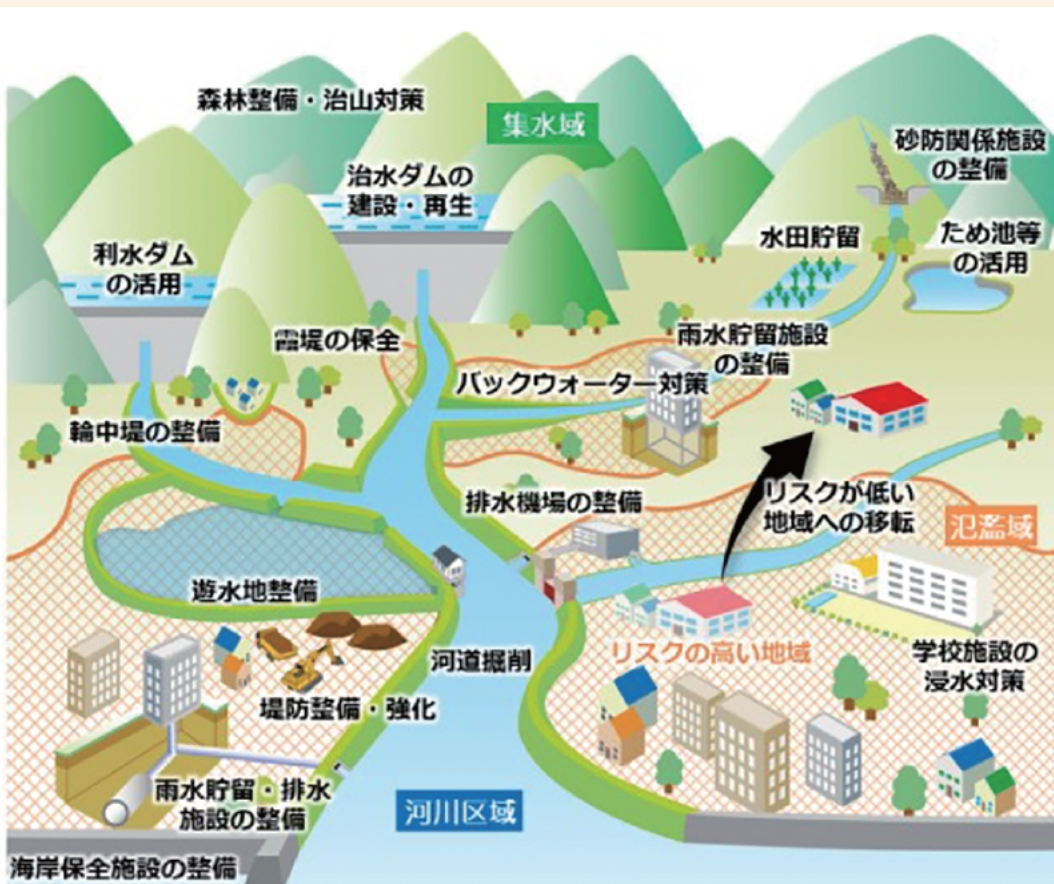 森林整備・治山対策
集水域
砂防関係施設
の整備
治水ダムの
建設・再生
水田貯留
ため池等
の活用
利水ダム
の活用
霞堤の保全
雨水貯留施設
の整備
バックウォーター対策
輪中堤の整備
排水機場の整備
リスクが低い
地域への移転
氾濫域
遊水地整備
河道掘削
リスクの高い地域
学校施設の
浸水対策
堤防整備・強化
雨水貯留・排水
施設の整備
河川区域
海岸保全施設の整備